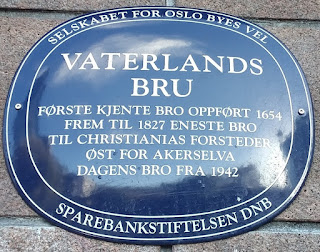 SELSKABET FOR OSLO BYES VEL
VATERLANDS
BRU
FØRSTE KJENTE BRO OPPFØRT 1654
FREM TIL 1827 ENESTE BRO
TIL CHRISTIANIAS FORSTEDER
ØST FOR AKERSELVA
DAGENS BRO FRA 1942
SPAREBANKSTIFTELSEN DNB